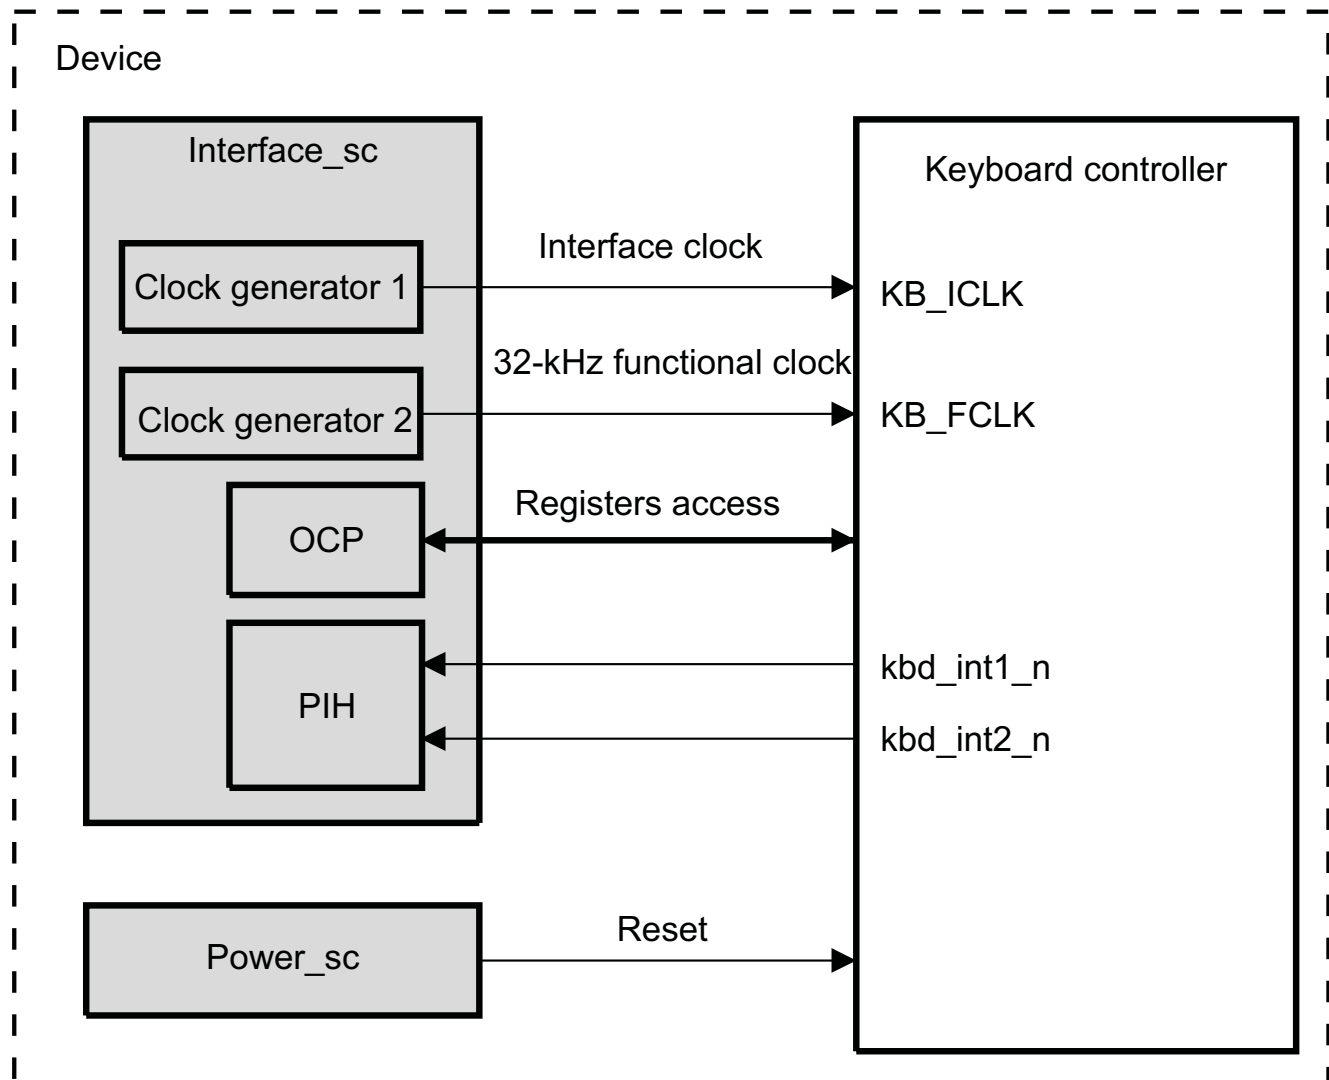 Device
Interface_sc
Keyboard controller
Interface clock
Clock generator 1
KB_ICLK
32-kHz functional clock
Clock generator 2
KB_FCLK
Registers access
OCP
kbd_int1_n
PIH
kbd_int2_n
Reset
Power_sc